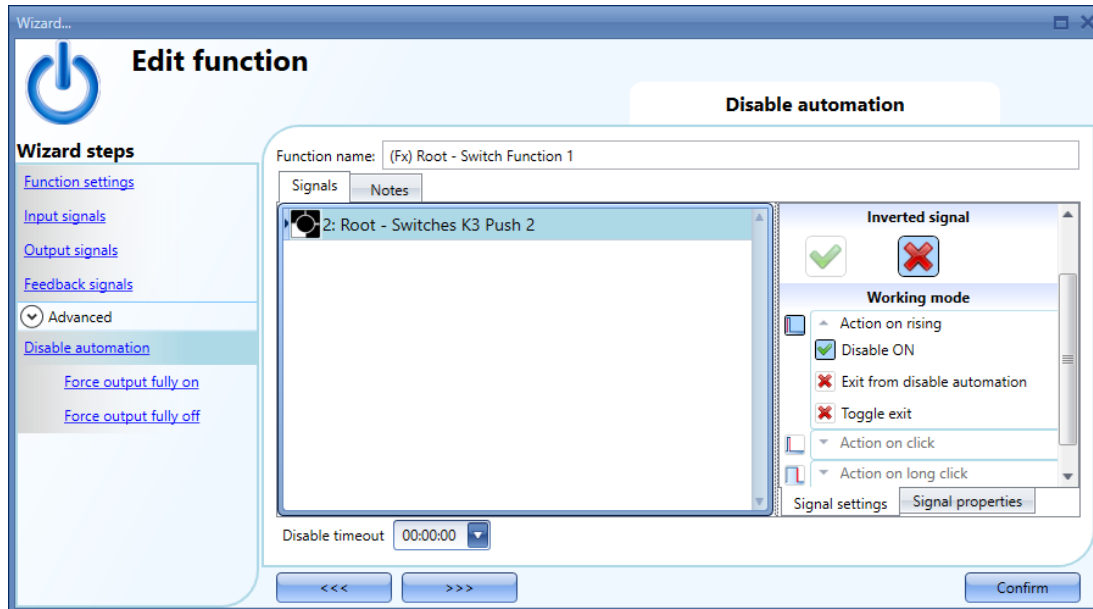 Wizard...
Edit function
Disable automation
Wizard steps
Function settings
Input signals
Output signals
Feedback signals
Advanced
Disable automation
Force output fully on
Force output fully off
Function name: (Fx) Root - Switch Function 1
Signals Notes
2: Root - Switches K3 Push 2
Inverted signal
Working mode
Action on rising
Disable ON
Exit from disable automation
Toggle exit
Action on click
Action on long click
Signal settings Signal properties
Disable timeout 00:00:00
<<< >>> Confirm